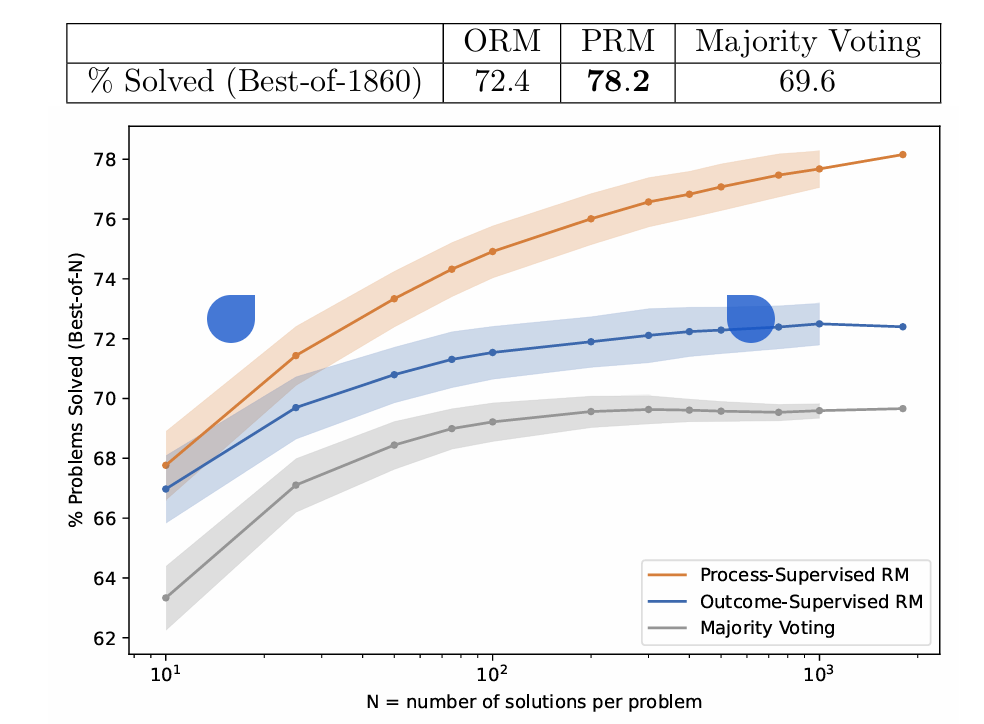 ORM PRM Majority Voting
% Solved (Best-of-1860) 72.4 78.2 69.6
78
76
74
72
70
68
66
64
62
% Problems Solved (Best-of-N)
Process-Supervised RM
Outcome-Supervised RM
Majority Voting
10¹ 10² 10³
N = number of solutions per problem